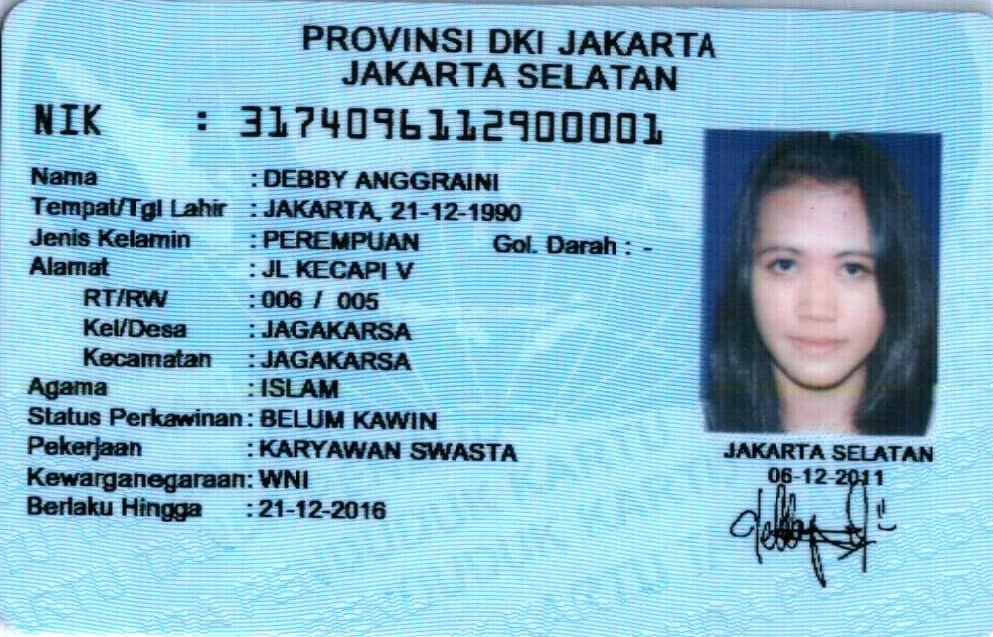 PROVINSI DKI JAKARTA
JAKARTA SELATAN
NIK : 3174096112900001
Nama : DEBBY ANGGRAINI
Tempat/Tgl Lahir : JAKARTA, 21-12-1990
Jenis Kelamin : PEREMPUAN Gol. Darah : -
Alamat : JL KECAPI V
RT/RW : 006 / 005
Kel/Desa : JAGAKARSA
Kecamatan : JAGAKARSA
Agama : ISLAM
Status Perkawinan : BELUM KAWIN
Pekerjaan : KARYAWAN SWASTA
Kewarganegaraan : WNI
Berlaku Hingga : 21-12-2016
JAKARTA SELATAN
06-12-2011